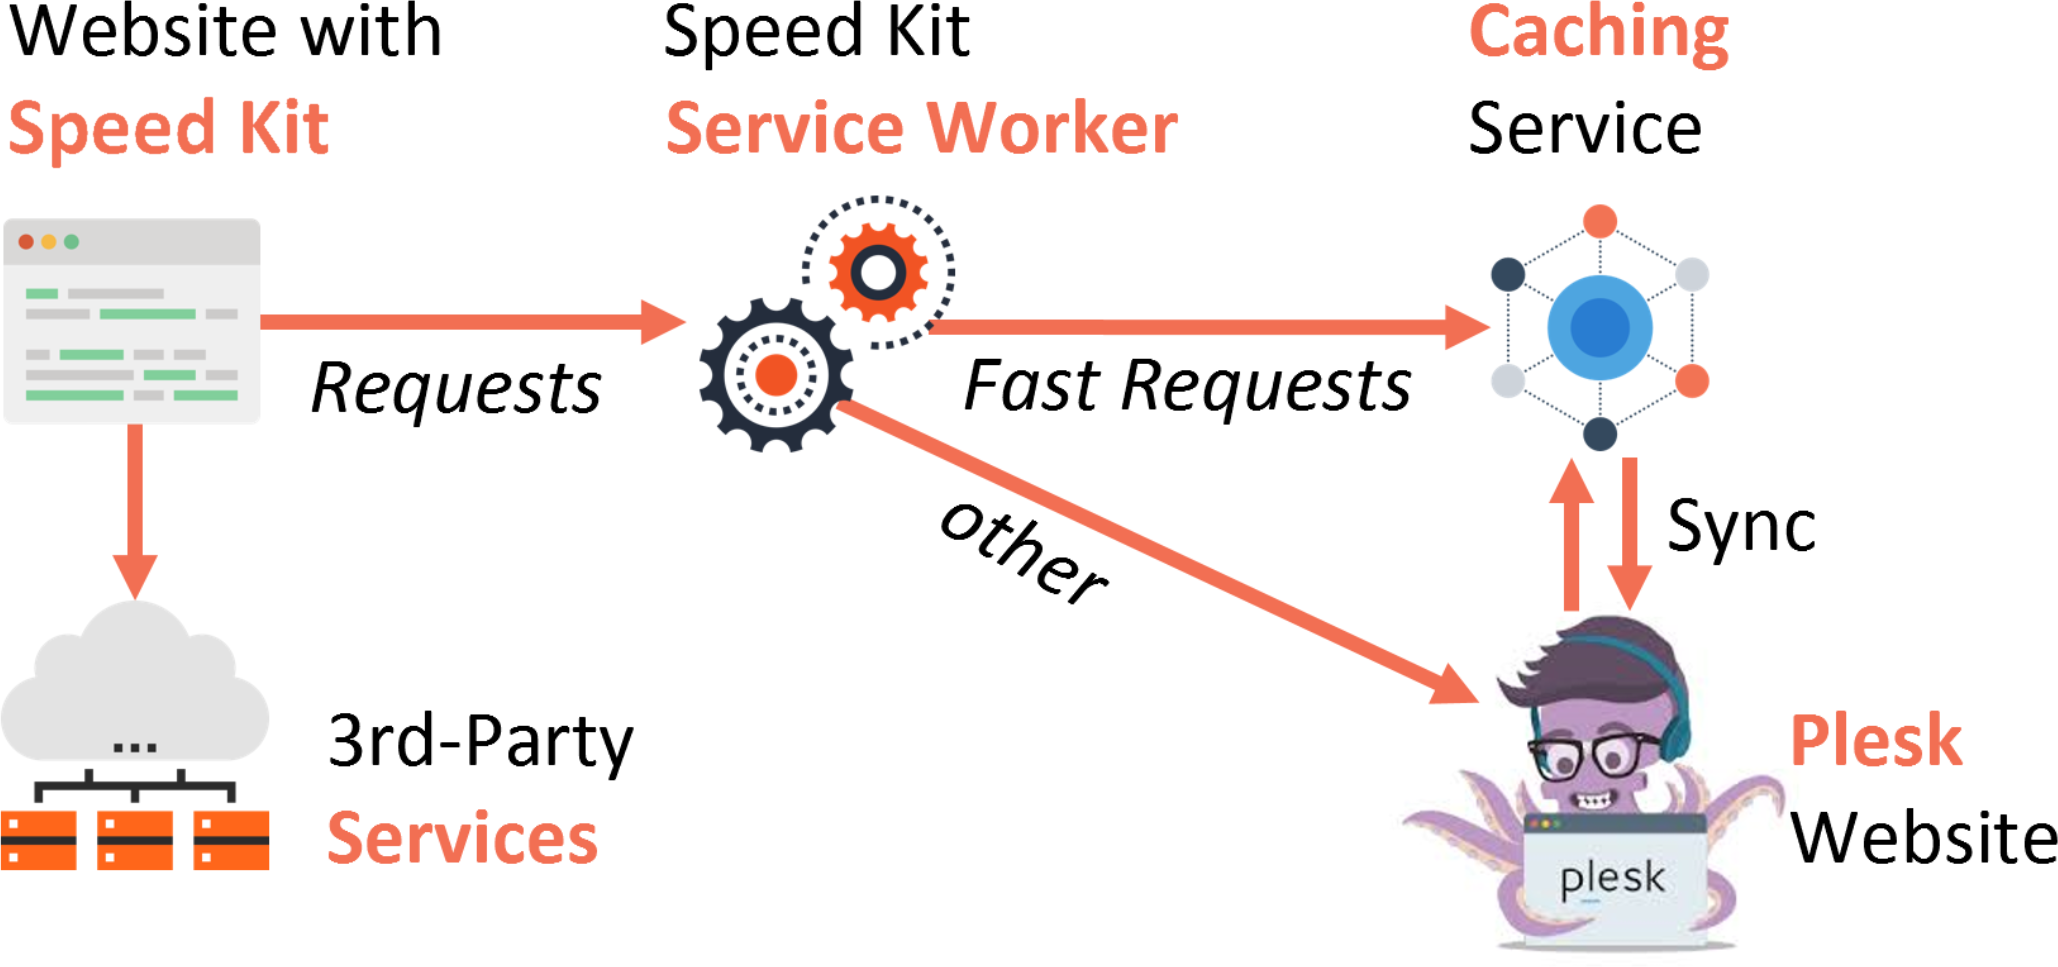 Website with
Speed Kit
Speed Kit
Service Worker
Caching
Service
Requests
Fast Requests
other
Sync
3rd-Party
Services
Plesk
Website
plesk